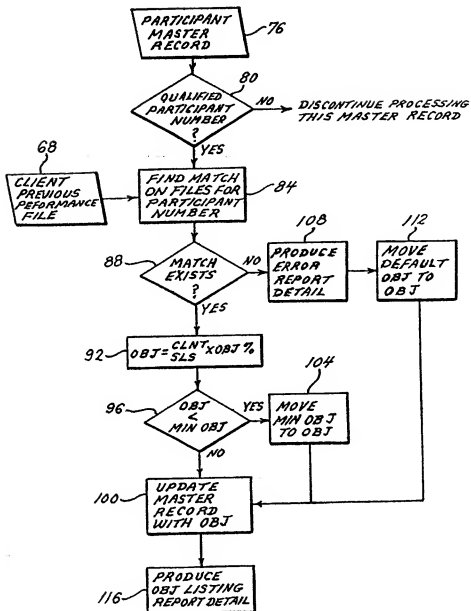 PARTICIPANT
MASTER
RECORD
76
80
QUALIFIED
PARTICIPANT
NUMBER
?
NO
DISCONTINUE PROCESSING
THIS MASTER RECORD
YES
68
CLIENT
PREVIOUS
PEFORMANCE
FILE
FIND MATCH
ON FILES FOR
PARTICIPANT
NUMBER
84
88
MATCH
EXISTS
?
NO
108
PRODUCE
ERROR
REPORT
DETAIL
112
MOVE
DEFAULT
OBJ TO
OBJ
YES
92
OBJ = CLNT SLS X OBJ %
96
OBJ
<
MIN OBJ
YES
104
MOVE
MIN OBJ
TO OBJ
NO
100
UPDATE
MASTER
RECORD
WITH OBJ
116
PRODUCE
OBJ LISTING
REPORT DETAIL